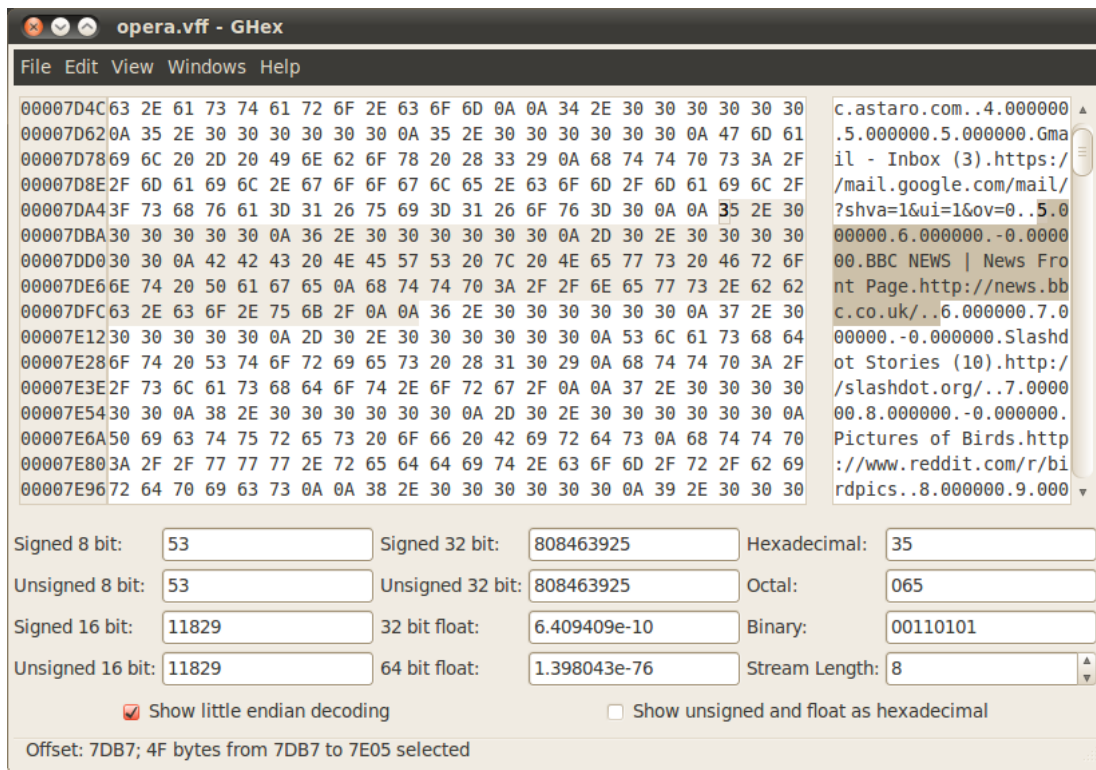 opera.vff - GHex
File Edit View Windows Help
00007D4C 63 2E 61 73 74 61 72 6F 2E 63 6F 6D 0A 0A 34 2E 30 30 30 30 30 30 c.astaro.com..4.000000
00007D62 0A 35 2E 30 30 30 30 30 30 0A 35 2E 30 30 30 30 30 30 0A 47 6D 61 .5.000000.5.000000.Gma
00007D78 69 6C 20 2D 20 49 6E 62 6F 78 20 28 33 29 0A 68 74 74 70 73 3A 2F il - Inbox (3).https:/
00007D8E 2F 6D 61 69 6C 2E 67 6F 6F 67 6C 65 2E 63 6F 6D 2F 6D 61 69 6C 2F /mail.google.com/mail/
00007DA4 3F 73 68 76 61 3D 31 26 75 69 3D 31 26 6F 76 3D 30 0A 0A 35 2E 30 ?shva=1&ui=1&ov=0..5.0
00007DBA 30 30 30 30 30 0A 36 2E 30 30 30 30 30 30 0A 2D 30 2E 30 30 30 30 00000.6.000000.-0.0000
00007DD0 30 30 0A 42 42 43 20 4E 45 57 53 20 7C 20 4E 65 77 73 20 46 72 6F 00.BBC NEWS | News Fro
00007DE6 6E 74 20 50 61 67 65 0A 68 74 74 70 3A 2F 2F 6E 65 77 73 2E 62 62 nt Page.http://news.bb
00007DFC 63 2E 63 6F 2E 75 6B 2F 0A 0A 36 2E 30 30 30 30 30 30 0A 37 2E 30 c.co.uk/..6.000000.7.0
00007E12 30 30 30 30 30 0A 2D 30 2E 30 30 30 30 30 30 0A 53 6C 61 73 68 64 00000.-0.000000.Slashd
00007E28 6F 74 20 53 74 6F 72 69 65 73 20 28 31 30 29 0A 68 74 74 70 3A 2F ot Stories (10).http:/
00007E3E 2F 73 6C 61 73 68 64 6F 74 2E 6F 72 67 2F 0A 0A 37 2E 30 30 30 30 /slashdot.org/..7.0000
00007E54 30 30 0A 38 2E 30 30 30 30 30 30 0A 2D 30 2E 30 30 30 30 30 30 0A 00.8.000000.-0.000000.
00007E6A 50 69 63 74 75 72 65 73 20 6F 66 20 42 69 72 64 73 0A 68 74 74 70 Pictures of Birds.http
00007E80 3A 2F 2F 77 77 77 2E 72 65 64 64 69 74 2E 63 6F 6D 2F 72 2F 62 69 ://www.reddit.com/r/bi
00007E96 72 64 70 69 63 73 0A 0A 38 2E 30 30 30 30 30 30 0A 39 2E 30 30 30 rdpics..8.000000.9.000
Signed 8 bit: 53 Signed 32 bit: 808463925 Hexadecimal: 35
Unsigned 8 bit: 53 Unsigned 32 bit: 808463925 Octal: 065
Signed 16 bit: 11829 32 bit float: 6.409409e-10 Binary: 00110101
Unsigned 16 bit: 11829 64 bit float: 1.398043e-76 Stream Length: 8
Show little endian decoding Show unsigned and float as hexadecimal
Offset: 7DB7; 4F bytes from 7DB7 to 7E05 selected